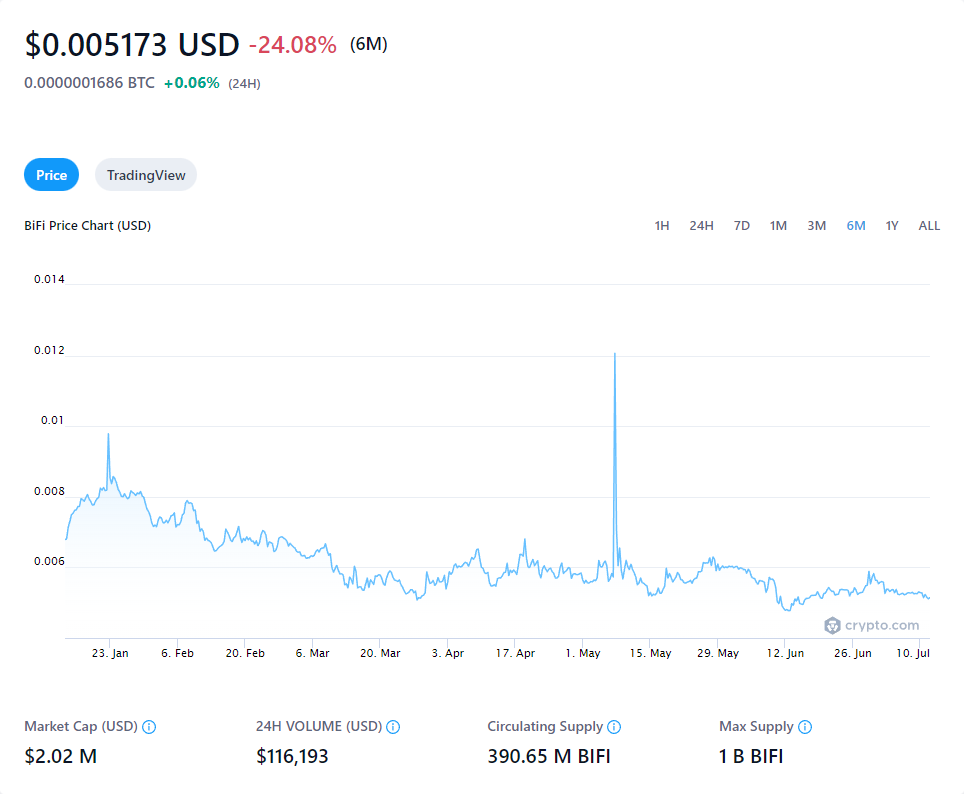 $0.005173 USD -24.08% (6M)
0.0000001686 BTC +0.06% (24H)
Price TradingView
BiFi Price Chart (USD) 1H 24H 7D 1M 3M 6M 1Y ALL
0.014
0.012
0.01
0.008
0.006
crypto.com
23. Jan 6. Feb 20. Feb 6. Mar 20. Mar 3. Apr 17. Apr 1. May 15. May 29. May 12. Jun 26. Jun 10. Jul
Market Cap (USD) 24H VOLUME (USD) Circulating Supply Max Supply
$2.02 M $116,193 390.65 M BIFI 1 B BIFI